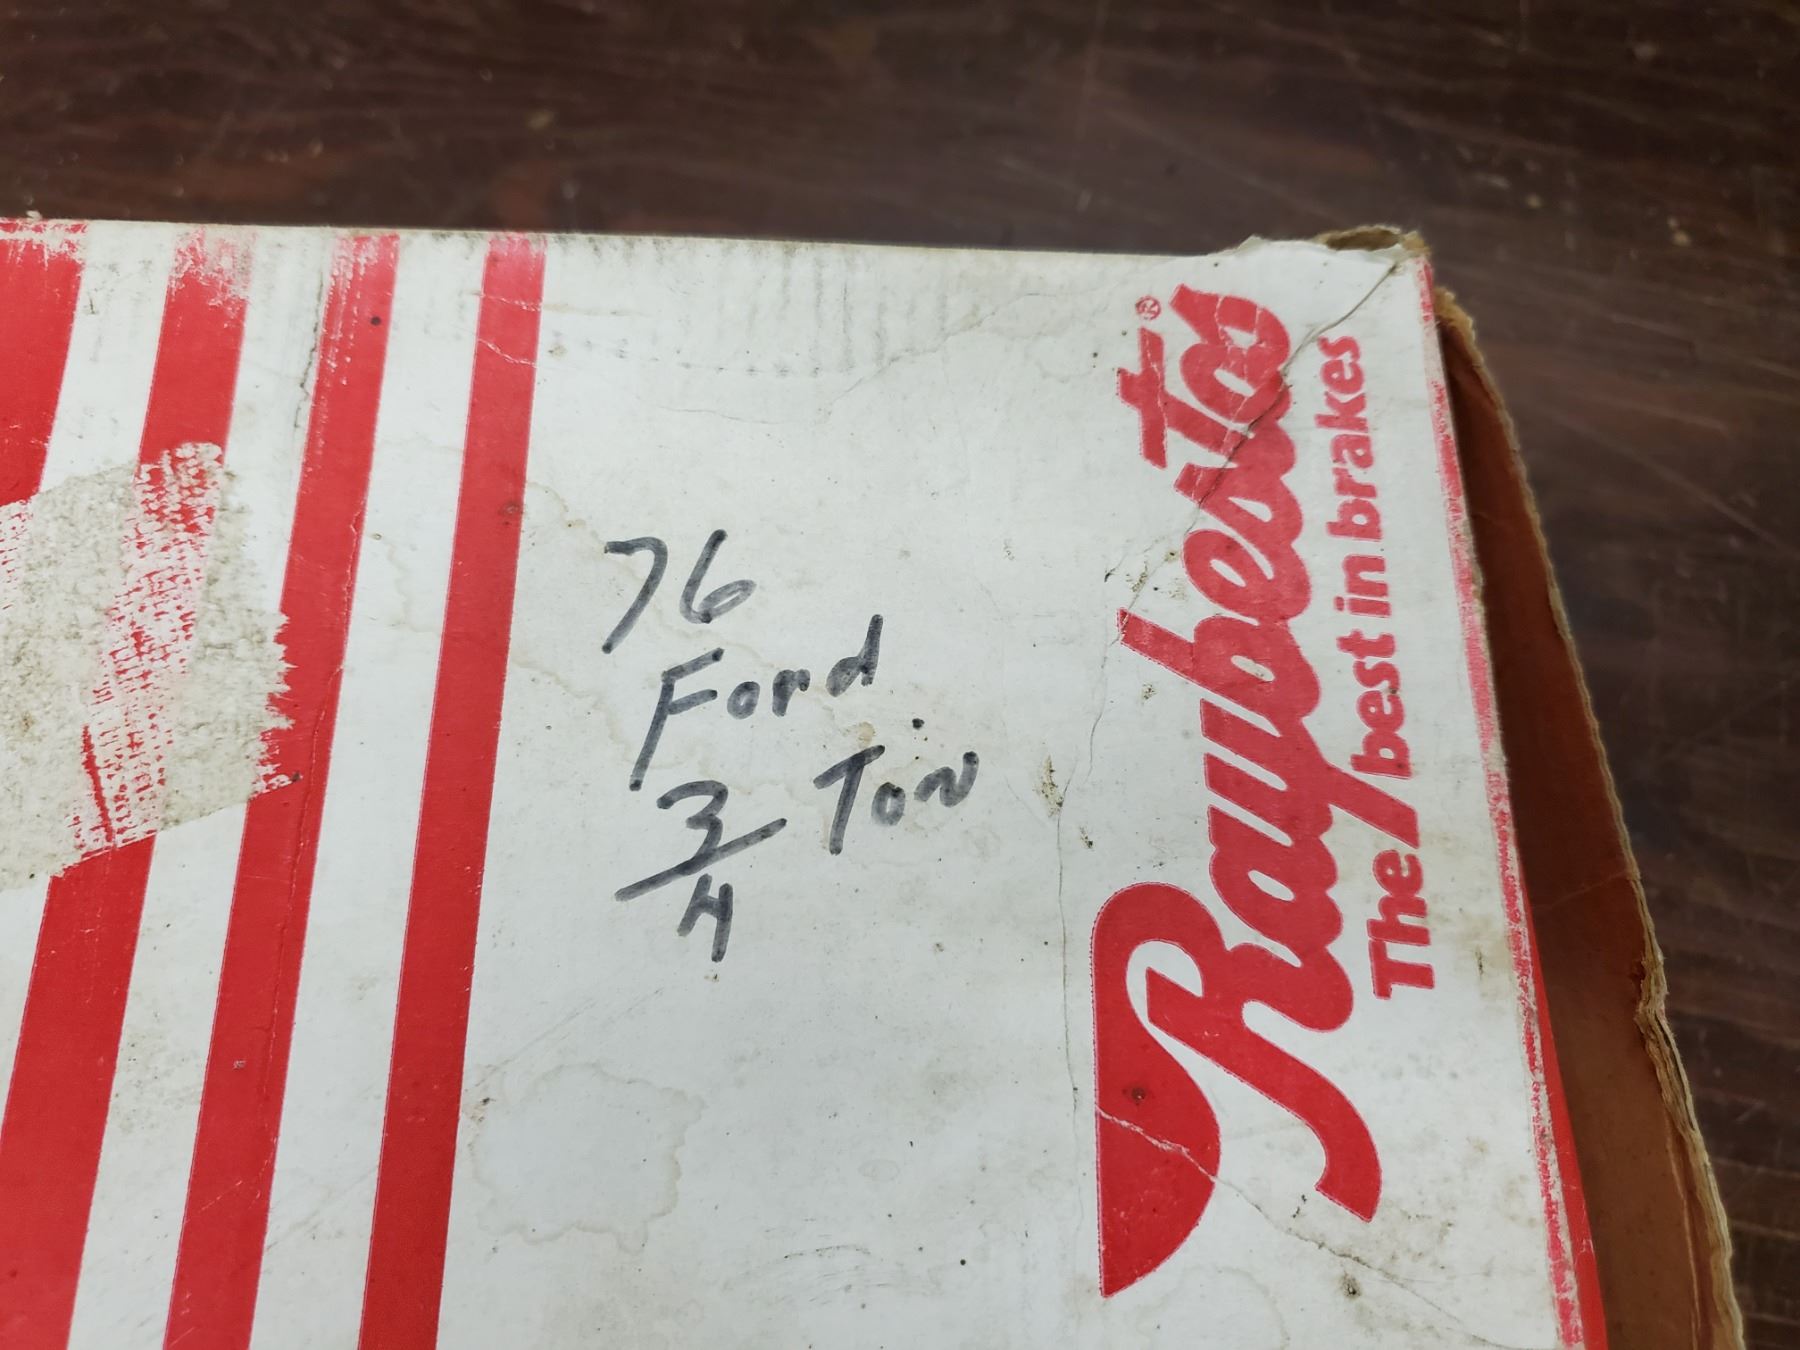 76
Ford
3/4 Ton
Raybestos®
The best in brakes